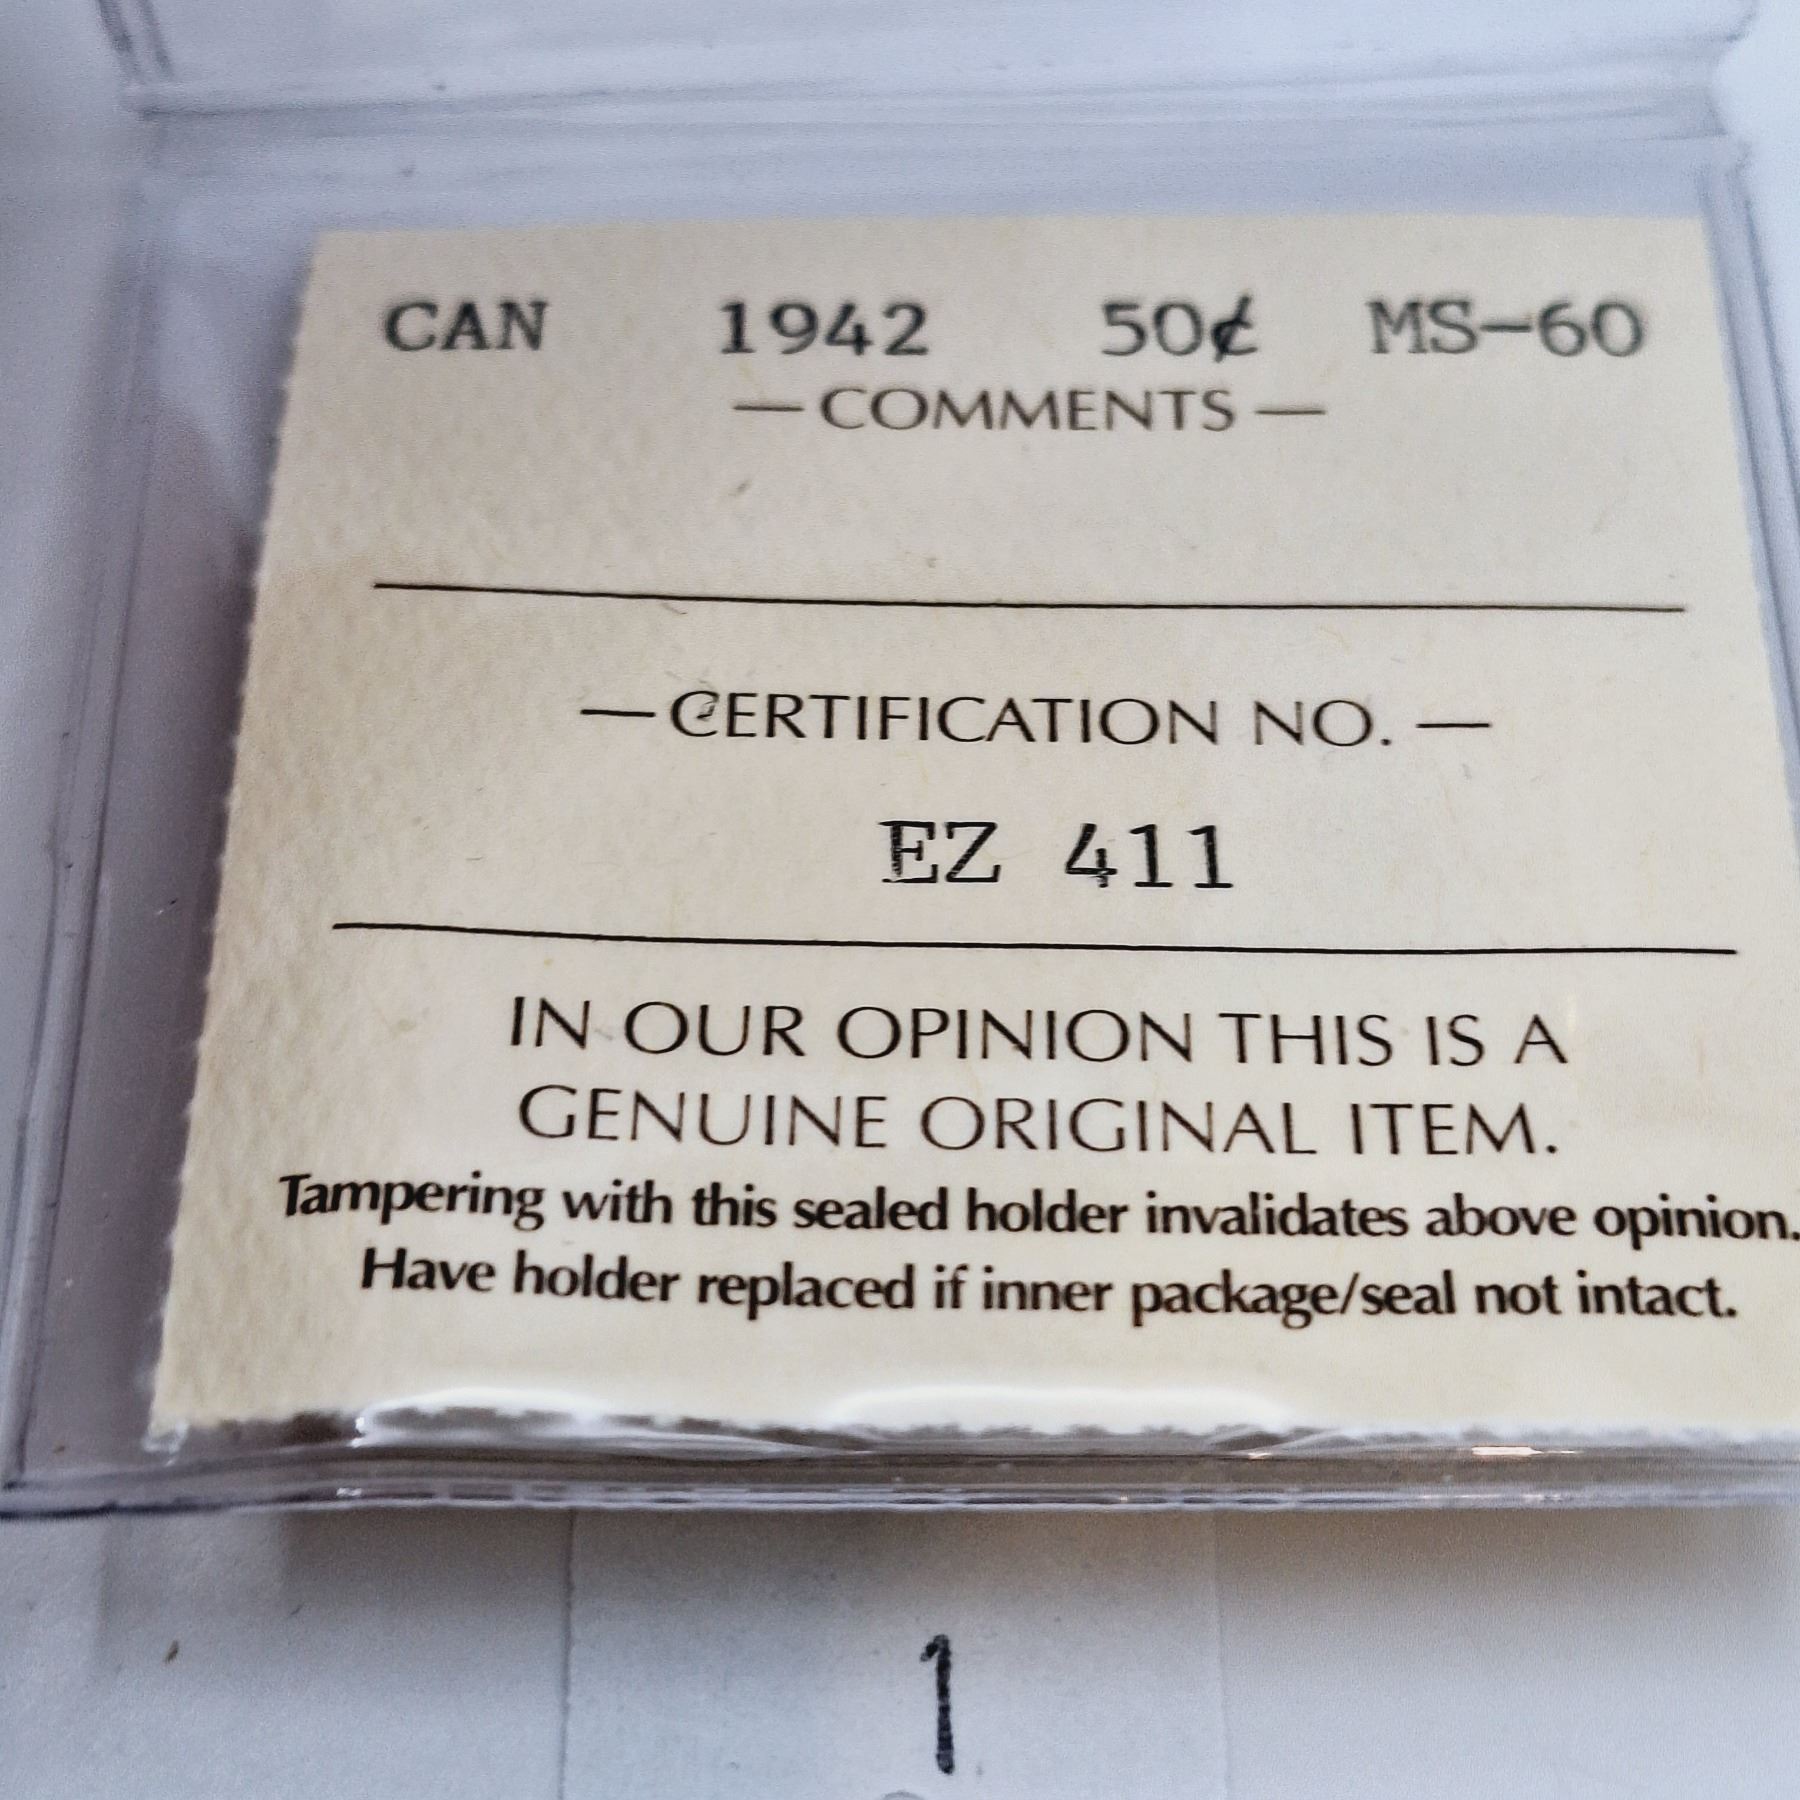 CAN 1942 50¢ MS-60
—COMMENTS—
—CERTIFICATION NO.—
EZ 411
IN OUR OPINION THIS IS A
GENUINE ORIGINAL ITEM.
Tampering with this sealed holder invalidates above opinion.
Have holder replaced if inner package/seal not intact.
1